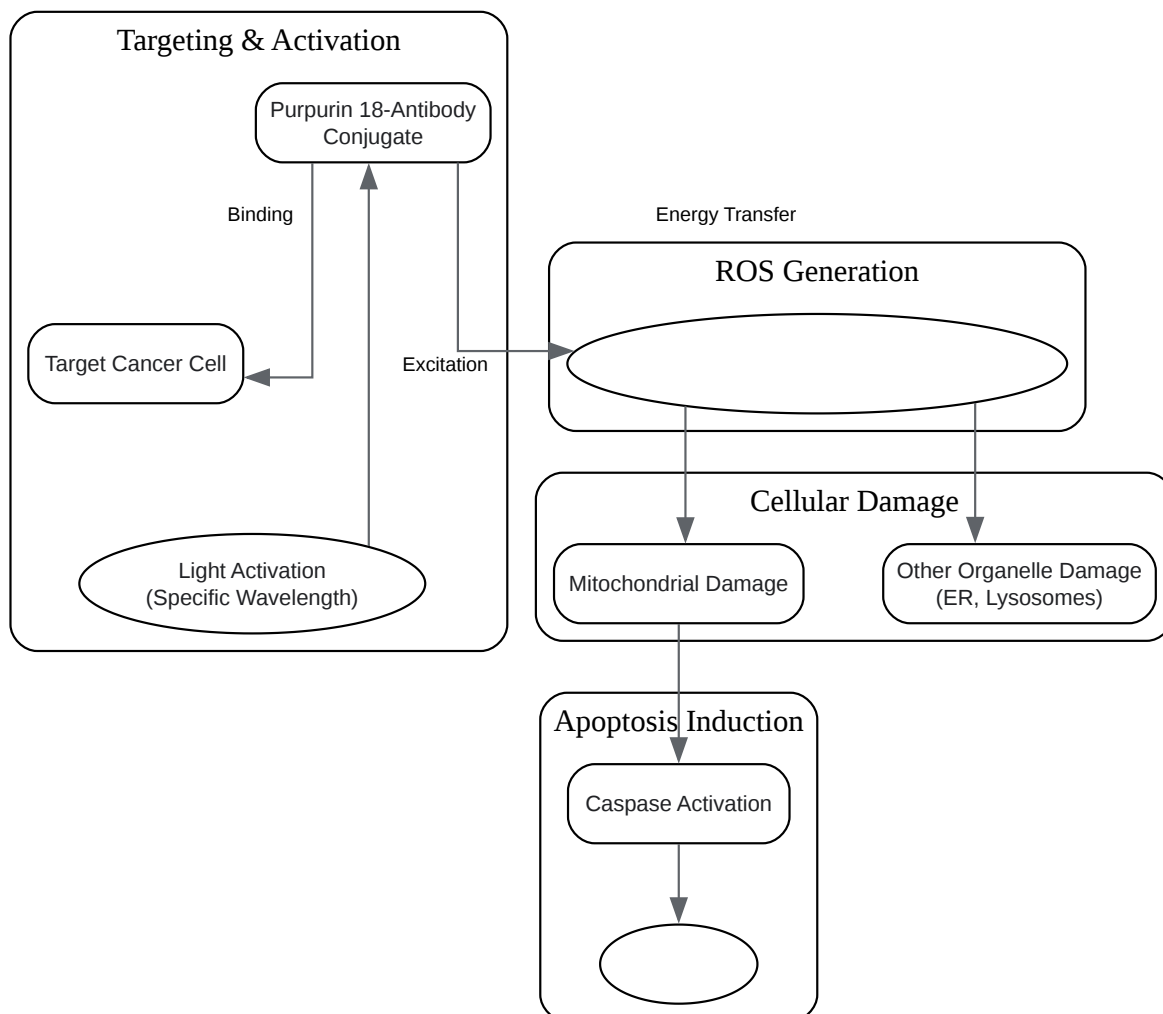 Targeting & Activation
Purpurin 18-Antibody
Conjugate
Binding
Energy Transfer
ROS Generation
Target Cancer Cell
Excitation
Cellular Damage
Light Activation
(Specific Wavelength)
Mitochondrial Damage
Other Organelle Damage
(ER, Lysosomes)
Apoptosis Induction
Caspase Activation